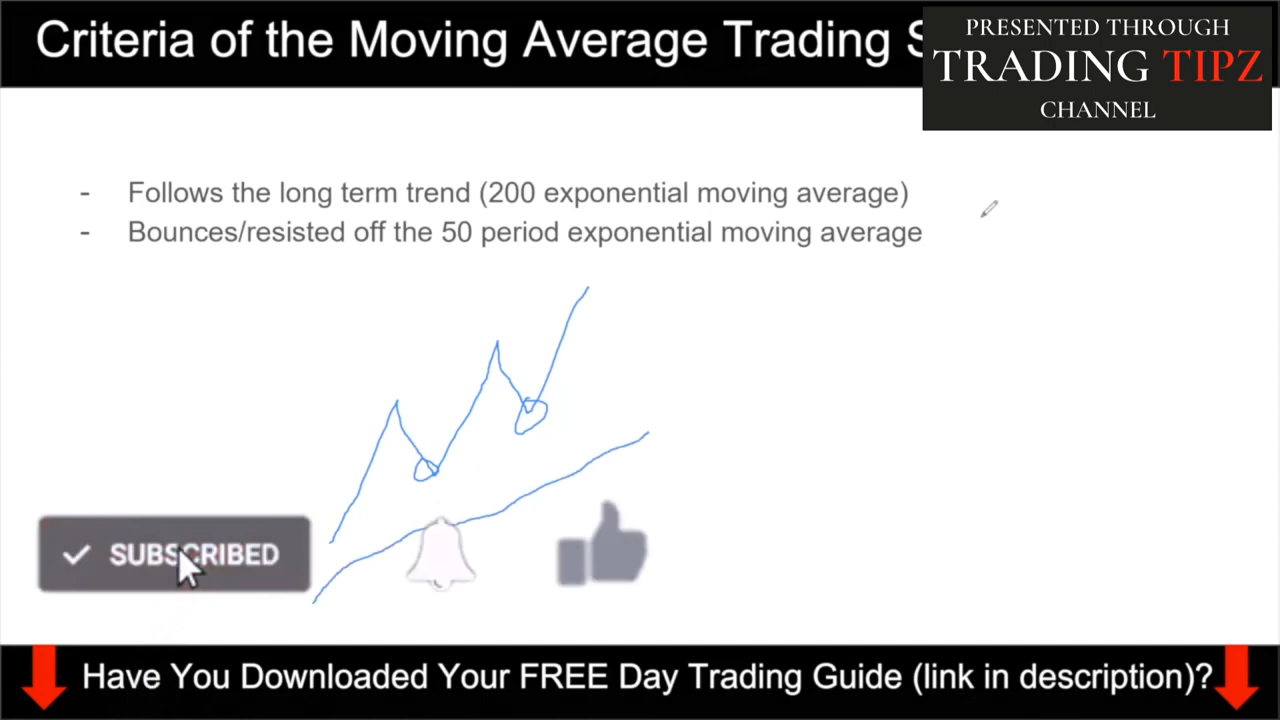 Criteria of the Moving Average Trading S
PRESENTED THROUGH
TRADING TIPZ
CHANNEL
- Follows the long term trend (200 exponential moving average)
- Bounces/resisted off the 50 period exponential moving average
SUBSCRIBED
Have You Downloaded Your FREE Day Trading Guide (link in description)?